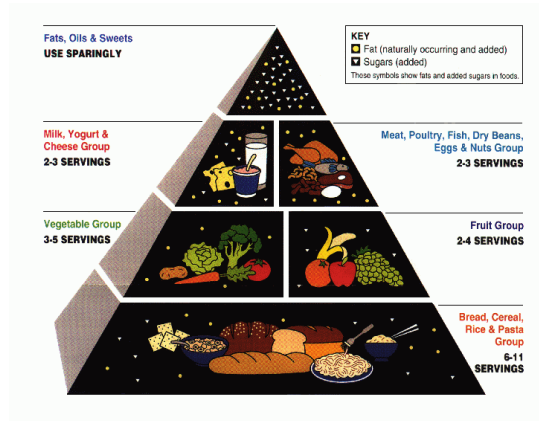 Fats, Oils & Sweets
USE SPARINGLY
KEY
Fat (naturally occurring and added)
Sugars (added)
These symbols show fats and added sugars in foods.
Milk, Yogurt &
Cheese Group
2-3 SERVINGS
Meat, Poultry, Fish, Dry Beans,
Eggs & Nuts Group
2-3 SERVINGS
Vegetable Group
3-5 SERVINGS
Fruit Group
2-4 SERVINGS
Bread, Cereal,
Rice & Pasta
Group
6-11
SERVINGS